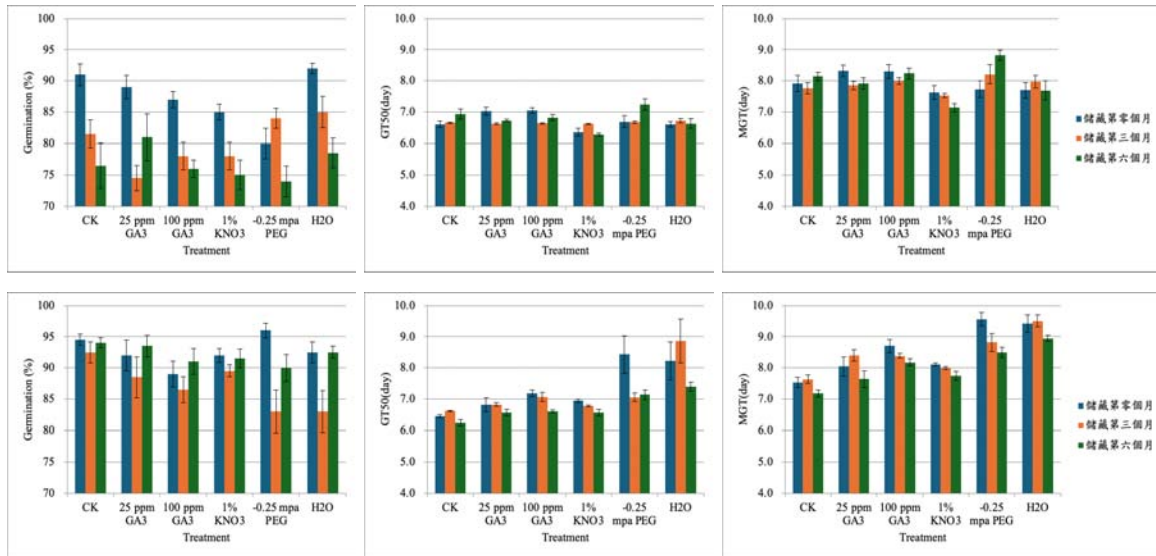 100
95
90
85
80
75
70
Germination (%)
CK
25 ppm
GA3
100 ppm
GA3
1%
KNO3
-0.25 mpa
PEG
H2O
Treatment
10.0
9.0
8.0
7.0
6.0
5.0
4.0
GT50(day)
CK
25 ppm
GA3
100 ppm
GA3
1%
KNO3
-0.25
mpa PEG
H2O
Treatment
10.0
9.0
8.0
7.0
6.0
5.0
4.0
MGT(day)
CK
25 ppm
GA3
100 ppm
GA3
1%
KNO3
-0.25
mpa PEG
H2O
Treatment
儲藏第零個月
儲藏第三個月
儲藏第六個月
100
95
90
85
80
75
70
Germination (%)
CK
25 ppm
GA3
100 ppm
GA3
1%
KNO3
-0.25 mpa
PEG
H2O
Treatment
10.0
9.0
8.0
7.0
6.0
5.0
4.0
GT50(day)
CK
25 ppm
GA3
100 ppm
GA3
1%
KNO3
-0.25
mpa PEG
H2O
Treatment
10.0
9.0
8.0
7.0
6.0
5.0
4.0
MGT(day)
CK
25 ppm
GA3
100 ppm
GA3
1%
KNO3
-0.25
mpa PEG
H2O
Treatment
儲藏第零個月
儲藏第三個月
儲藏第六個月